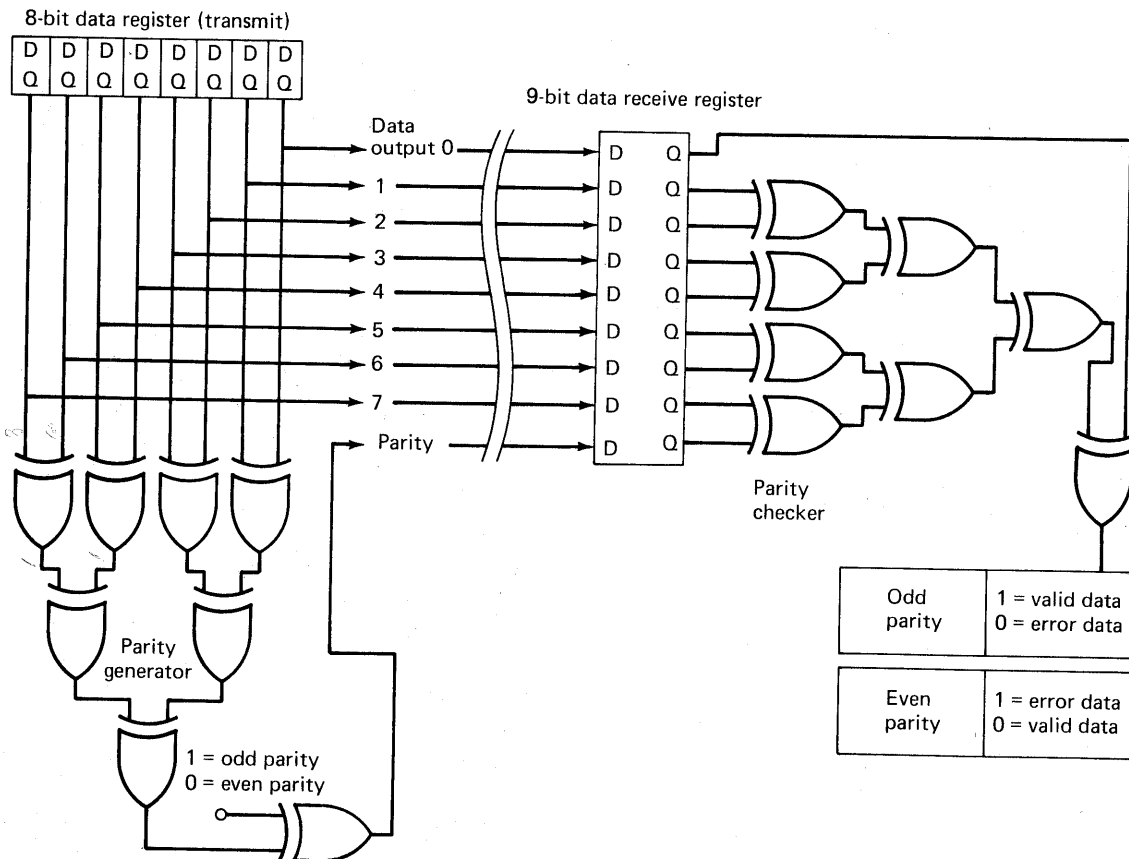 8-bit data register (transmit)
D D D D D D D D
Q Q Q Q Q Q Q Q
9-bit data receive register
Data
output 0
1
2
3
4
5
6
7
Parity
D Q
D Q
D Q
D Q
D Q
D Q
D Q
D Q
D Q
Parity
checker
Parity
generator
1 = odd parity
0 = even parity
Odd
parity
1 = valid data
0 = error data
Even
parity
1 = error data
0 = valid data